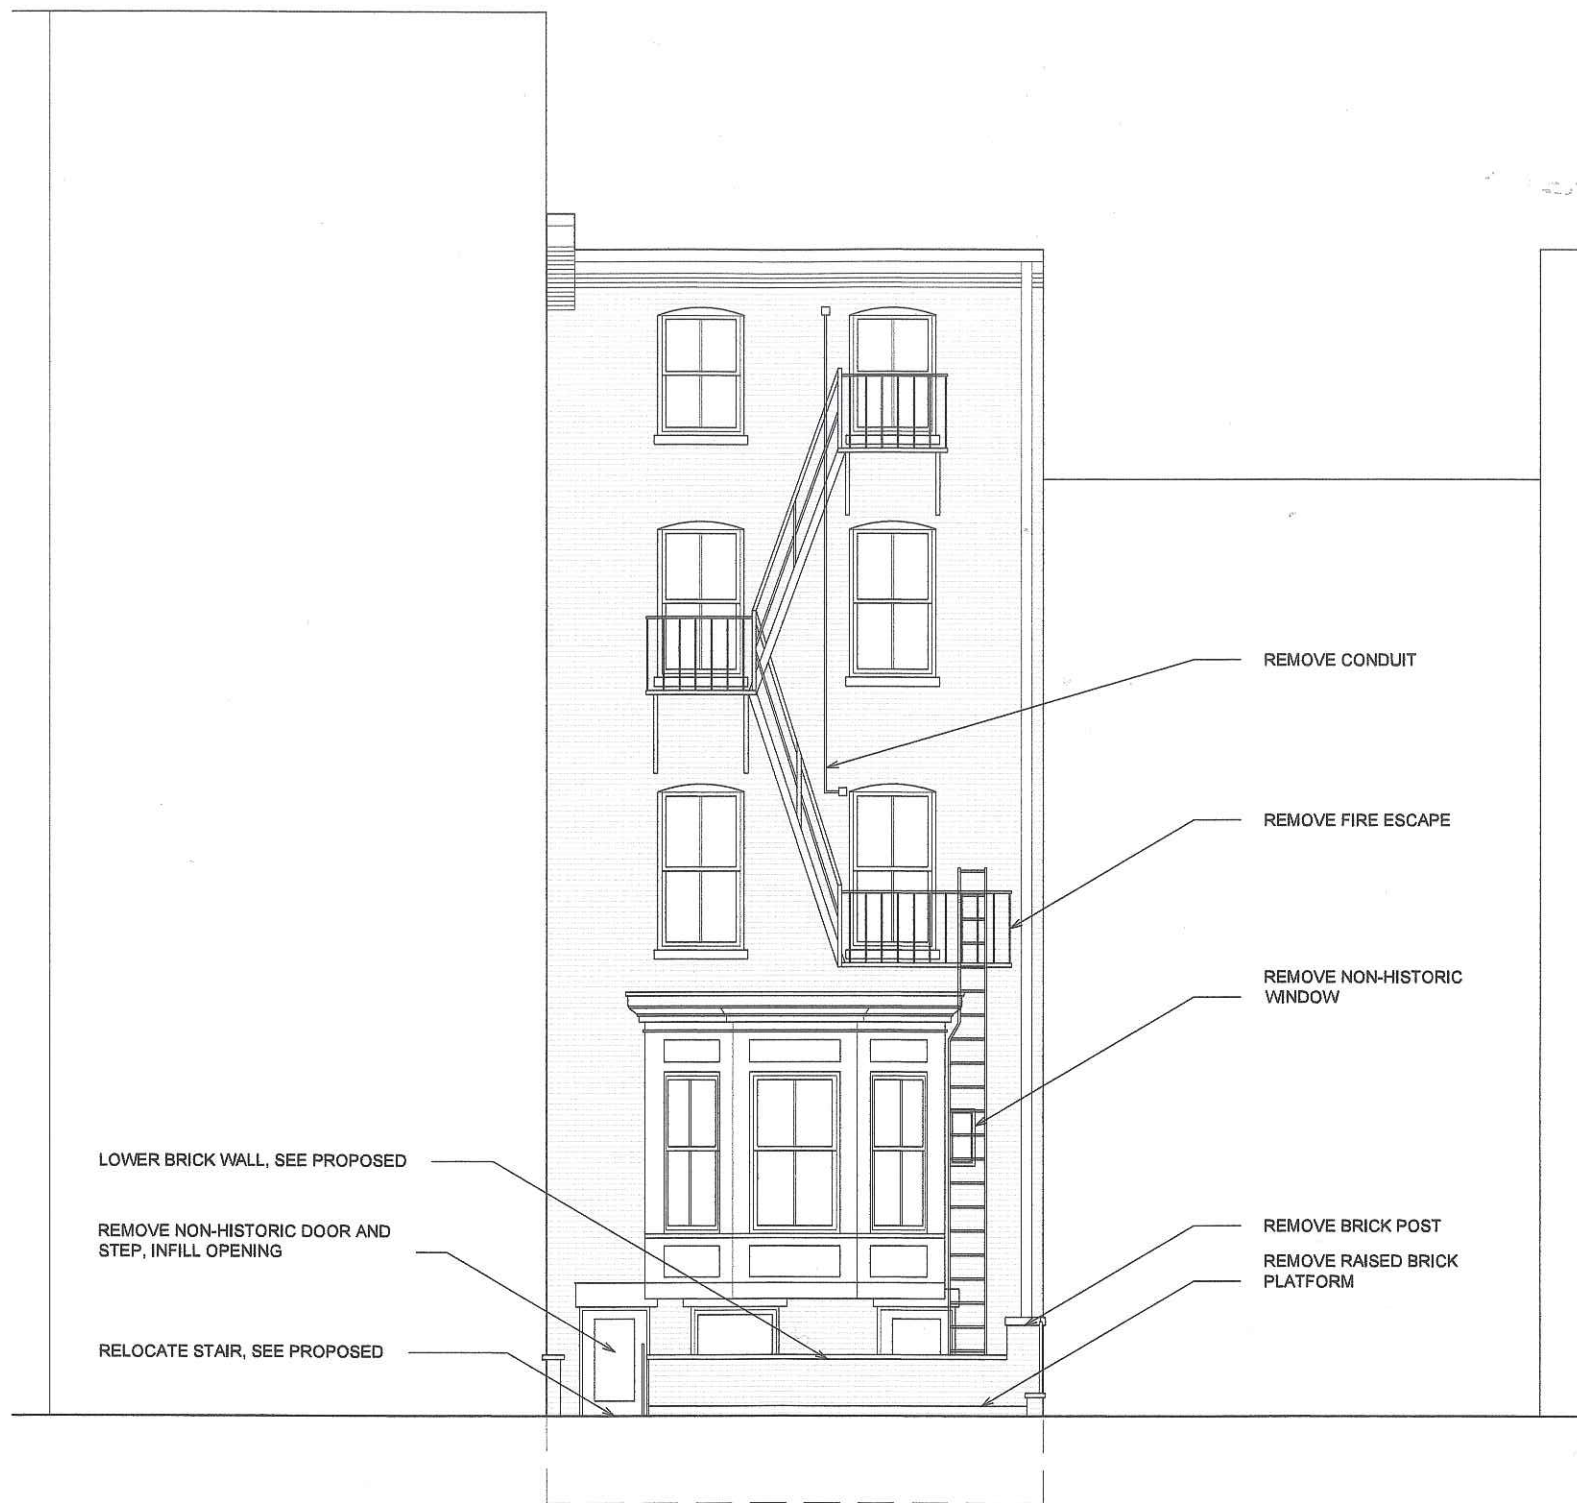 REMOVE CONDUIT
REMOVE FIRE ESCAPE
REMOVE NON-HISTORIC
WINDOW
LOWER BRICK WALL, SEE PROPOSED
REMOVE NON-HISTORIC DOOR AND
STEP, INFILL OPENING
RELOCATE STAIR, SEE PROPOSED
REMOVE BRICK POST
REMOVE RAISED BRICK
PLATFORM